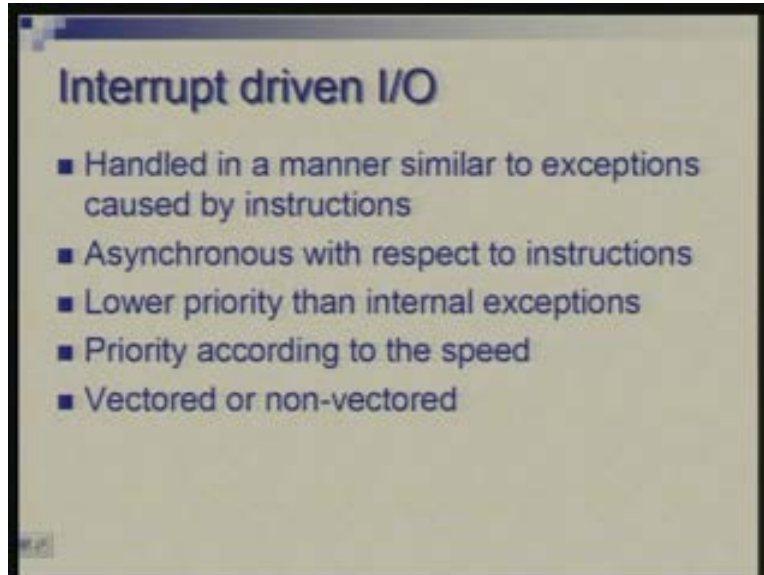 Interrupt driven I/O
■ Handled in a manner similar to exceptions
caused by instructions
■ Asynchronous with respect to instructions
■ Lower priority than internal exceptions
■ Priority according to the speed
■ Vectored or non-vectored